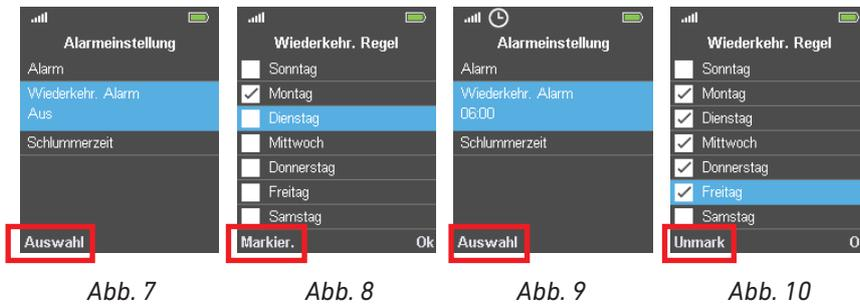 Alarmeinstellung
Alarm
Wiederkehr. Alarm
Aus
Schlummerzeit
Auswahl
Abb. 7
Wiederkehr. Regel
Sonntag
Montag
Dienstag
Mittwoch
Donnerstag
Freitag
Samstag
Markier. Ok
Abb. 8
Alarmeinstellung
Alarm
Wiederkehr. Alarm
06:00
Schlummerzeit
Auswahl
Abb. 9
Wiederkehr. Regel
Sonntag
Montag
Dienstag
Mittwoch
Donnerstag
Freitag
Samstag
Unmark O
Abb. 10